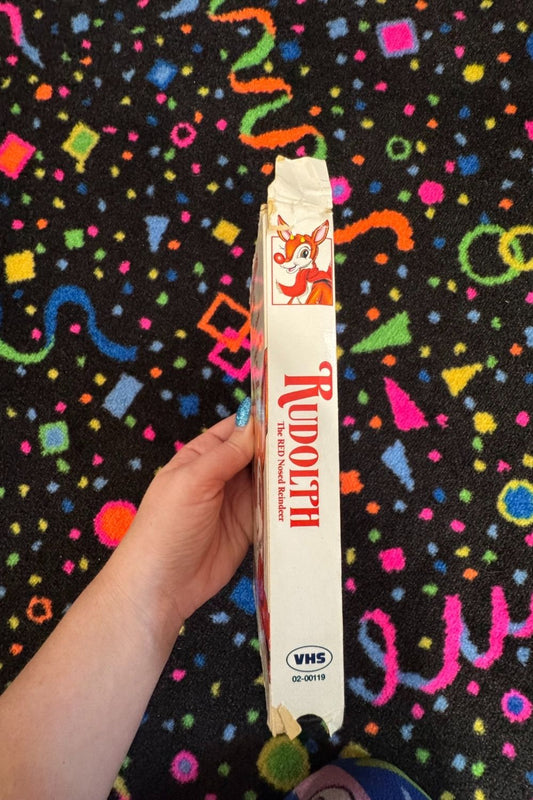 RUDOLPH
The RED Nosed Reindeer
VHS
02-00119